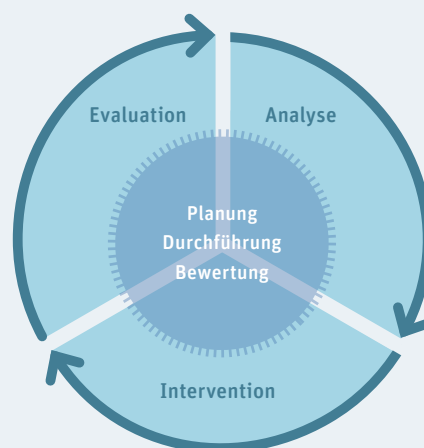 Evaluation
Analyse
Planung
Durchführung
Bewertung
Intervention